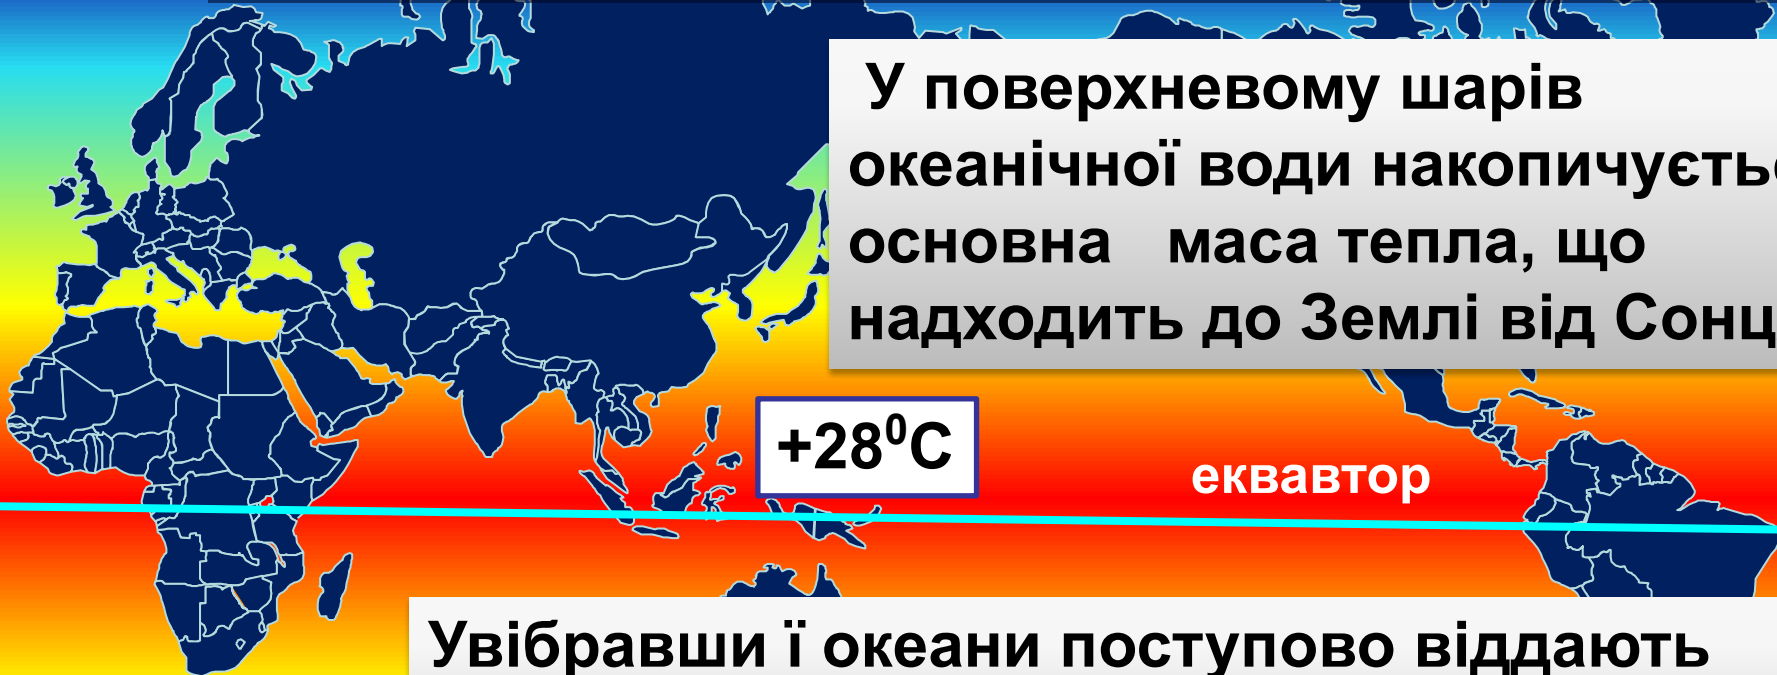 У поверхневому шарів
океанічної води накопичуєть
основна маса тепла, що
надходить до Землі від Сонц
+28⁰С
еквавтор
Увібравши ї океани поступово віддають